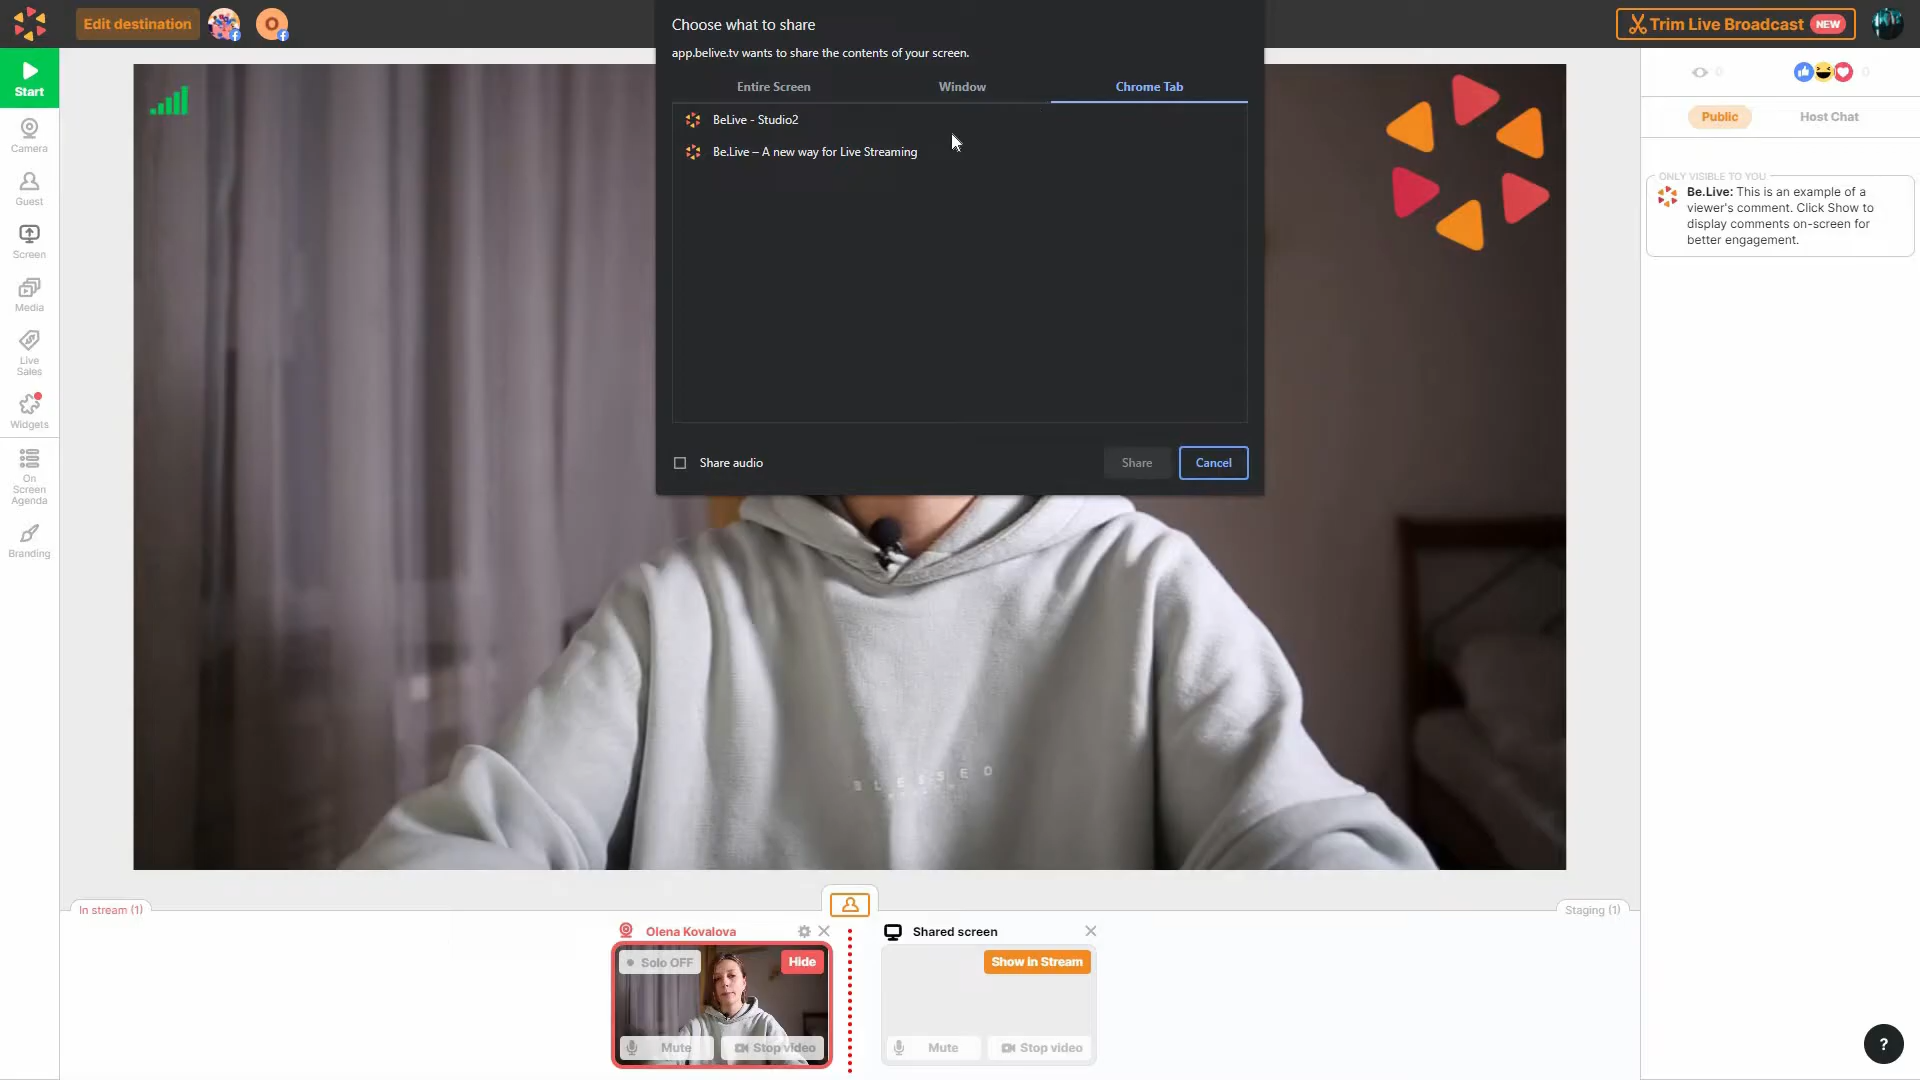 Edit destination
O
Trim Live Broadcast NEW
Choose what to share
app.belive.tv wants to share the contents of your screen.
Entire Screen
Window
Chrome Tab
BeLive - Studio2
Be.Live – A new way for Live Streaming
Share audio
Share
Cancel
Start
Camera
Guest
Screen
Media
Live
Sales
Widgets
On
Screen
Agenda
Branding
0
0
Public
Host Chat
ONLY VISIBLE TO YOU
Be.Live: This is an example of a
viewer's comment. Click Show to
display comments on-screen for
better engagement.
BLESSED
In stream (1)
Staging (1)
Olena Kovalova
Solo OFF
Hide
Mute
Stop video
Shared screen
Show in Stream
Mute
Stop video
?